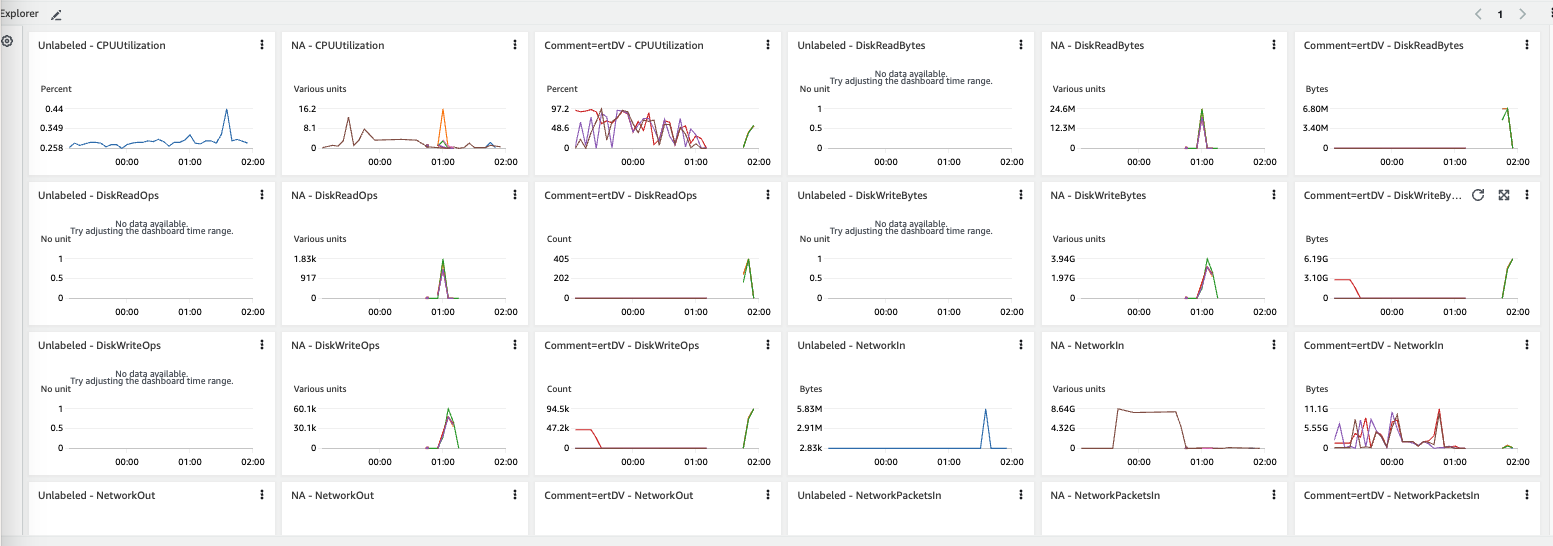 Explorer
1
Unlabeled - CPUUtilization
Percent
0.44
0.349
0.258
00:00 01:00 02:00
NA - CPUUtilization
Various units
16.2
8.1
0
00:00 01:00 02:00
Comment=ertDV - CPUUtilization
Percent
97.2
48.6
0
00:00 01:00 02:00
Unlabeled - DiskReadBytes
No data available.
Try adjusting the dashboard time range.
No unit
1
0.5
0
00:00 01:00 02:00
NA - DiskReadBytes
Various units
24.6M
12.3M
0
00:00 01:00 02:00
Comment=ertDV - DiskReadBytes
Bytes
6.80M
3.40M
0
00:00 01:00 02:00
Unlabeled - DiskReadOps
No data available.
Try adjusting the dashboard time range.
No unit
1
0.5
0
00:00 01:00 02:00
NA - DiskReadOps
Various units
1.83k
917
0
00:00 01:00 02:00
Comment=ertDV - DiskReadOps
Count
405
202
0
00:00 01:00 02:00
Unlabeled - DiskWriteBytes
No data available.
Try adjusting the dashboard time range.
No unit
1
0.5
0
00:00 01:00 02:00
NA - DiskWriteBytes
Various units
3.94G
1.97G
0
00:00 01:00 02:00
Comment=ertDV - DiskWriteBy...
Bytes
6.19G
3.10G
0
00:00 01:00 02:00
Unlabeled - DiskWriteOps
No data available.
Try adjusting the dashboard time range.
No unit
1
0.5
0
00:00 01:00 02:00
NA - DiskWriteOps
Various units
60.1k
30.1k
0
00:00 01:00 02:00
Comment=ertDV - DiskWriteOps
Count
94.5k
47.2k
0
00:00 01:00 02:00
Unlabeled - NetworkIn
Bytes
5.83M
2.91M
2.83k
00:00 01:00 02:00
NA - NetworkIn
Various units
8.64G
4.32G
0
00:00 01:00 02:00
Comment=ertDV - NetworkIn
Bytes
11.1G
5.55G
0
00:00 01:00 02:00
Unlabeled - NetworkOut
NA - NetworkOut
Comment=ertDV - NetworkOut
Unlabeled - NetworkPacketsIn
NA - NetworkPacketsIn
Comment=ertDV - NetworkPacketsIn